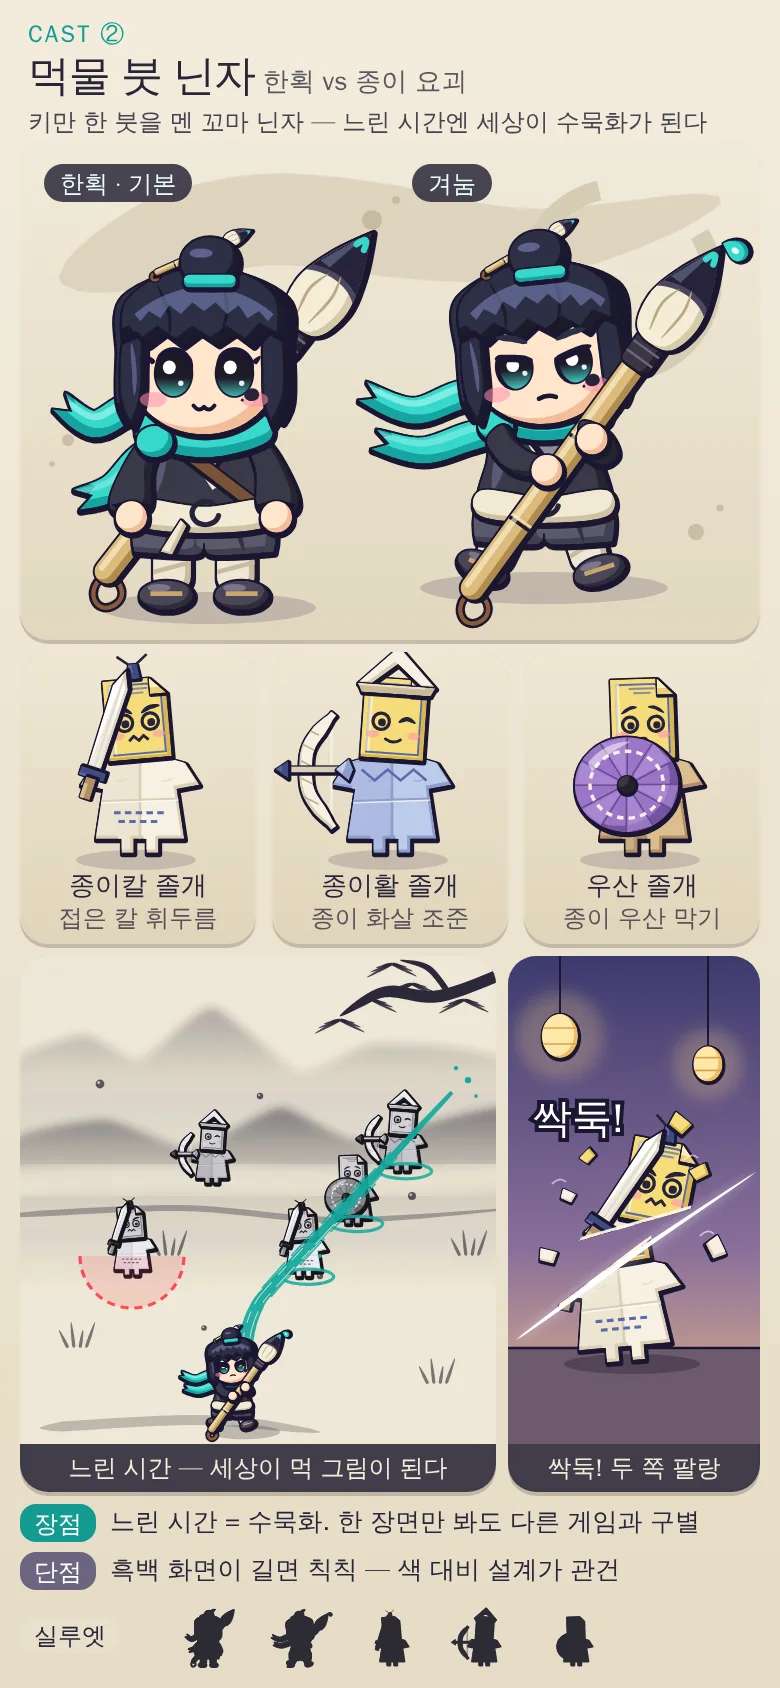 CAST ②
먹물 붓 닌자 한획 vs 종이 요괴
키만 한 붓을 멘 꼬마 닌자 — 느린 시간엔 세상이 수묵화가 된다
한획 · 기본
겨눔
종이칼 졸개
접은 칼 휘두름
종이활 졸개
종이 화살 조준
우산 졸개
종이 우산 막기
싹둑!
느린 시간 — 세상이 먹 그림이 된다
싹둑! 두 쪽 팔랑
장점 느린 시간 = 수묵화. 한 장면만 봐도 다른 게임과 구별
단점 흑백 화면이 길면 칙칙 — 색 대비 설계가 관건
실루엣